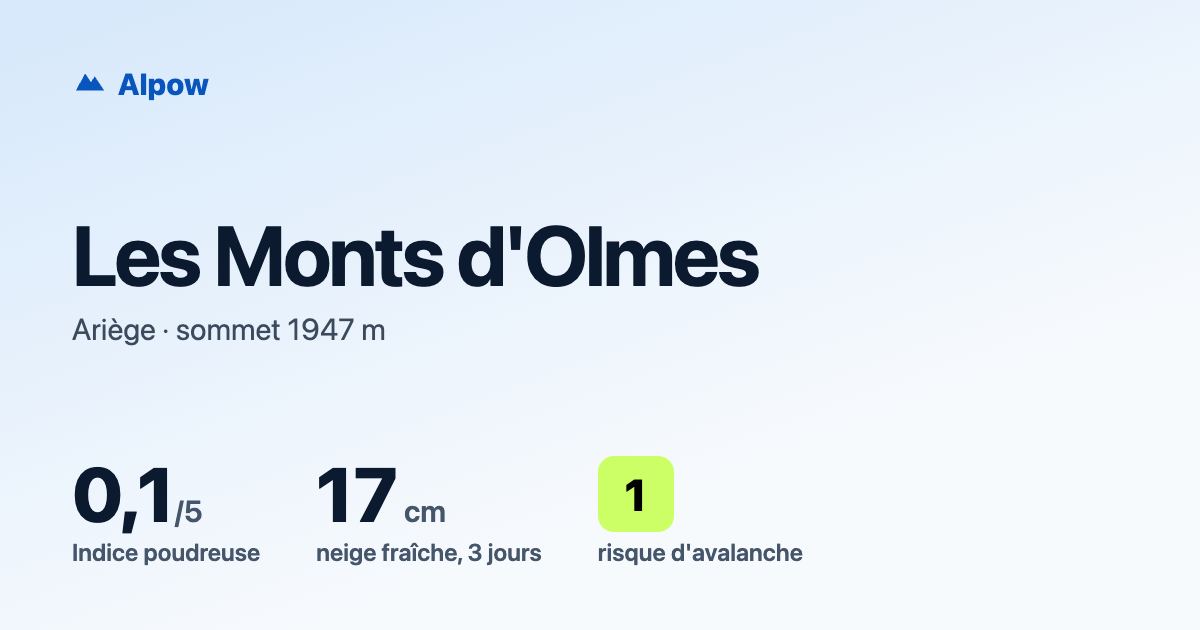 Alpow
Les Monts d'Olmes
Ariège · sommet 1947 m
0,1 /5
Indice poudreuse
17 cm
neige fraîche, 3 jours
1
risque d'avalanche